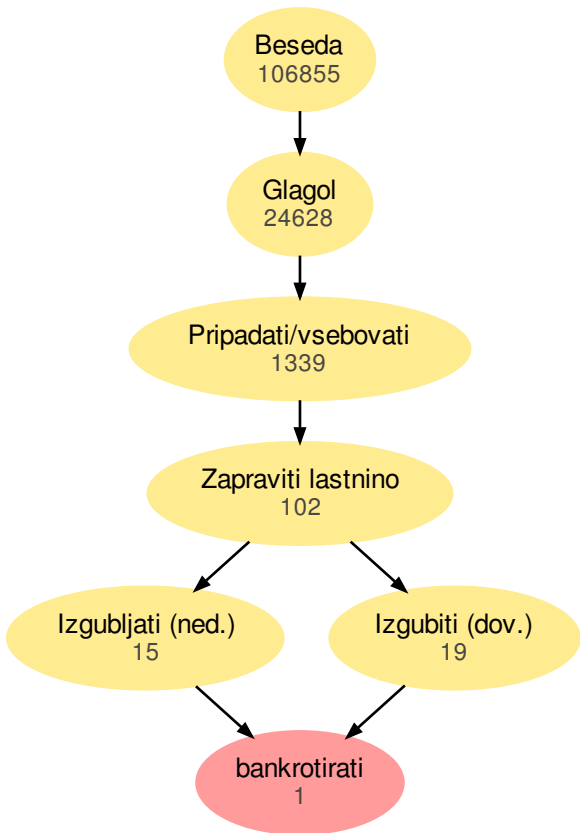 Beseda
106855
Glagol
24628
Pripadati/vsebovati
1339
Zapraviti lastnino
102
Izgubljati (ned.)
15
Izgubiti (dov.)
19
bankrotirati
1